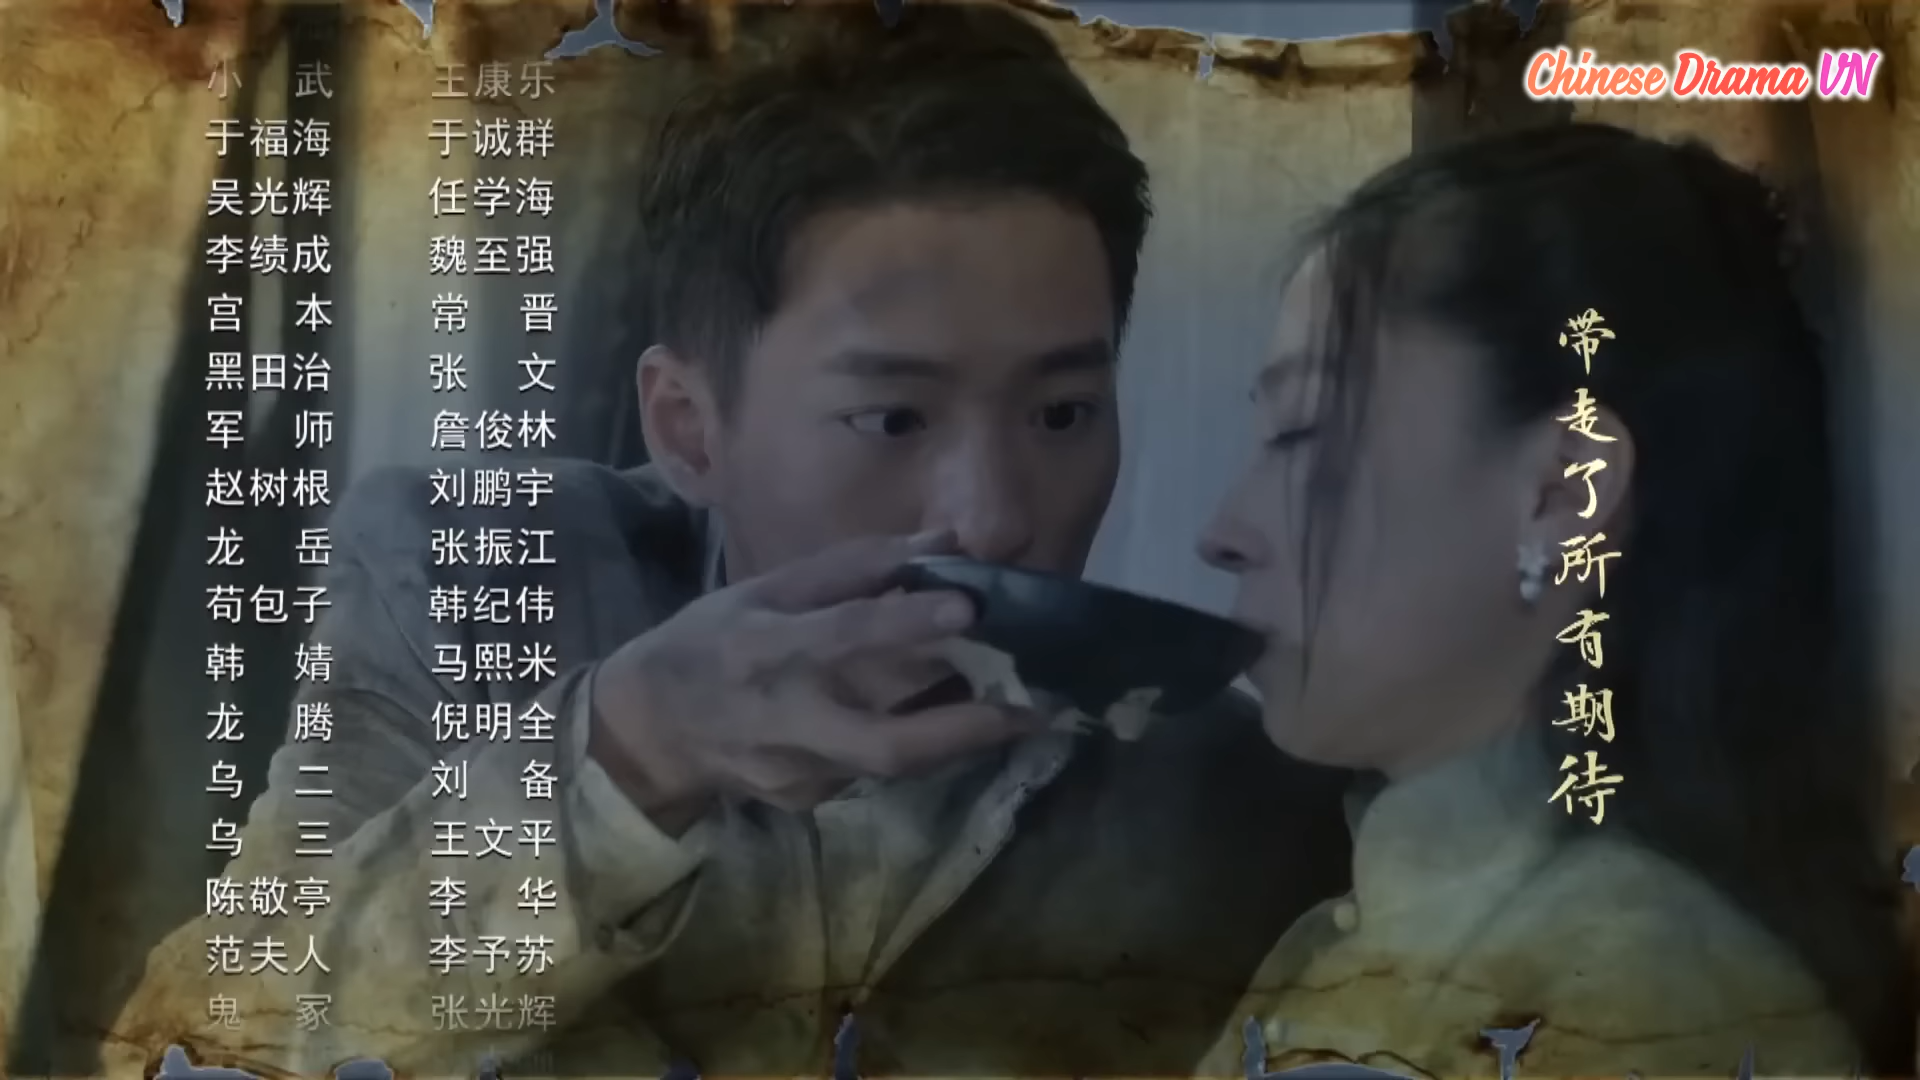 Chinese Drama VN
小 武 王康乐
于福海 于诚群
吴光辉 任学海
李绩成 魏至强
宫 本 常 晋
黑田治 张 文
军 师 詹俊林
赵树根 刘鹏宇
龙 岳 张振江
苟包子 韩纪伟
韩 婧 马熙米
龙 腾 倪明全
乌 二 刘 备
乌 三 王文平
陈敬亭 李 华
范夫人 李予苏
鬼 冢 张光辉
带走了所有期待